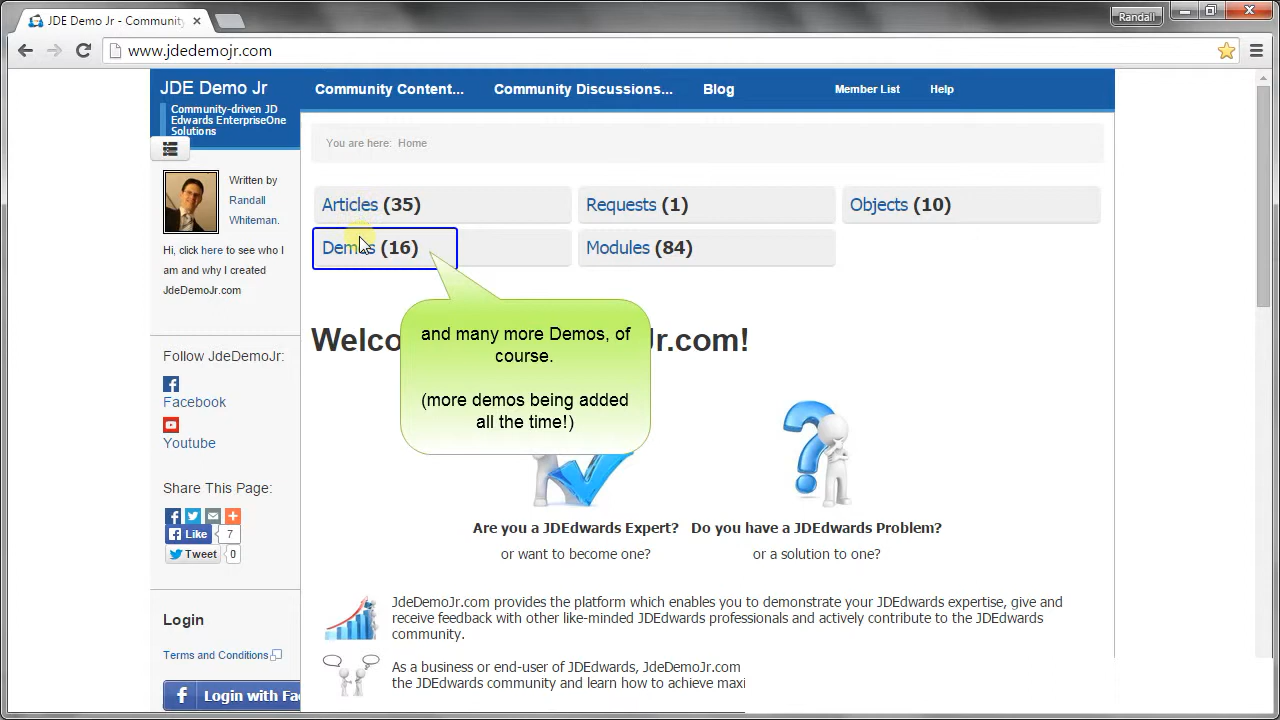 JDE Demo Jr - Community
Randall
www.jdedemojr.com
JDE Demo Jr
Community-driven JD
Edwards EnterpriseOne
Solutions
Community Content...
Community Discussions...
Blog
Member List
Help
You are here: Home
Written by
Randall
Whiteman.
Hi, click here to see who I
am and why I created
JdeDemoJr.com
Articles (35)
Requests (1)
Objects (10)
Demos (16)
Modules (84)
and many more Demos, of
course.
(more demos being added
all the time!)
Follow JdeDemoJr:
Facebook
Youtube
Share This Page:
Like 7
Tweet 0
Login
Terms and Conditions
Login with Fa
Welco Jr.com!
Are you a JDEdwards Expert?
or want to become one?
Do you have a JDEdwards Problem?
or a solution to one?
JdeDemoJr.com provides the platform which enables you to demonstrate your JDEdwards expertise, give and
receive feedback with other like-minded JDEdwards professionals and actively contribute to the JDEdwards
community.
As a business or end-user of JDEdwards, JdeDemoJr.com
the JDEdwards community and learn how to achieve maxi